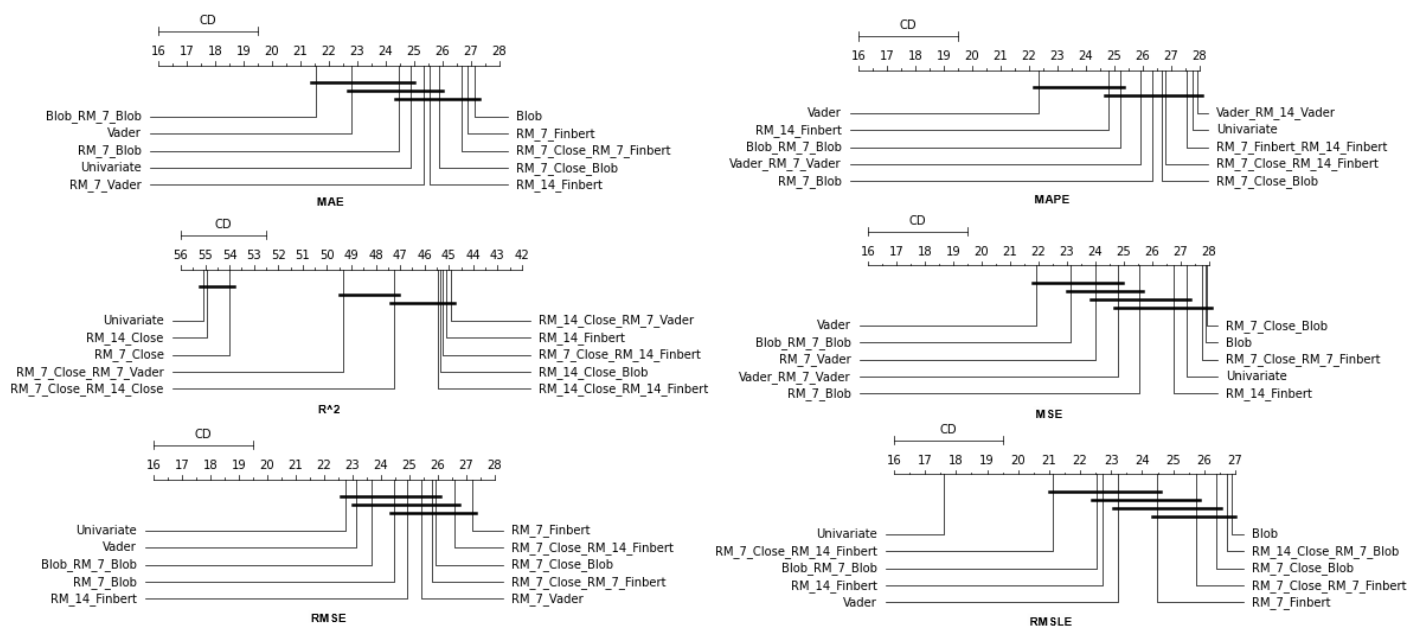 CD
16 17 18 19 20 21 22 23 24 25 26 27 28
Blob_RM_7_Blob
Vader
RM_7_Blob
Univariate
RM_7_Vader
Blob
RM_7_Finbert
RM_7_Close_RM_7_Finbert
RM_7_Close_Blob
RM_14_Finbert
MAE
CD
16 17 18 19 20 21 22 23 24 25 26 27 28
Vader
RM_14_Finbert
Blob_RM_7_Blob
Vader_RM_7_Vader
RM_7_Blob
Vader_RM_14_Vader
Univariate
RM_7_Finbert_RM_14_Finbert
RM_7_Close_RM_14_Finbert
RM_7_Close_Blob
MAPE
CD
56 55 54 53 52 51 50 49 48 47 46 45 44 43 42
Univariate
RM_14_Close
RM_7_Close
RM_7_Close_RM_7_Vader
RM_7_Close_RM_14_Close
RM_14_Close_RM_7_Vader
RM_14_Finbert
RM_7_Close_RM_14_Finbert
RM_14_Close_Blob
RM_14_Close_RM_14_Finbert
R^2
CD
16 17 18 19 20 21 22 23 24 25 26 27 28
Vader
Blob_RM_7_Blob
RM_7_Vader
Vader_RM_7_Vader
RM_7_Blob
RM_7_Close_Blob
Blob
RM_7_Close_RM_7_Finbert
Univariate
RM_14_Finbert
MSE
CD
16 17 18 19 20 21 22 23 24 25 26 27 28
Univariate
Vader
Blob_RM_7_Blob
RM_7_Blob
RM_14_Finbert
RM_7_Finbert
RM_7_Close_RM_14_Finbert
RM_7_Close_Blob
RM_7_Close_RM_7_Finbert
RM_7_Vader
RMSE
CD
16 17 18 19 20 21 22 23 24 25 26 27
Univariate
RM_7_Close_RM_14_Finbert
Blob_RM_7_Blob
RM_14_Finbert
Vader
Blob
RM_14_Close_RM_7_Blob
RM_7_Close_Blob
RM_7_Close_RM_7_Finbert
RM_7_Finbert
RMSLE